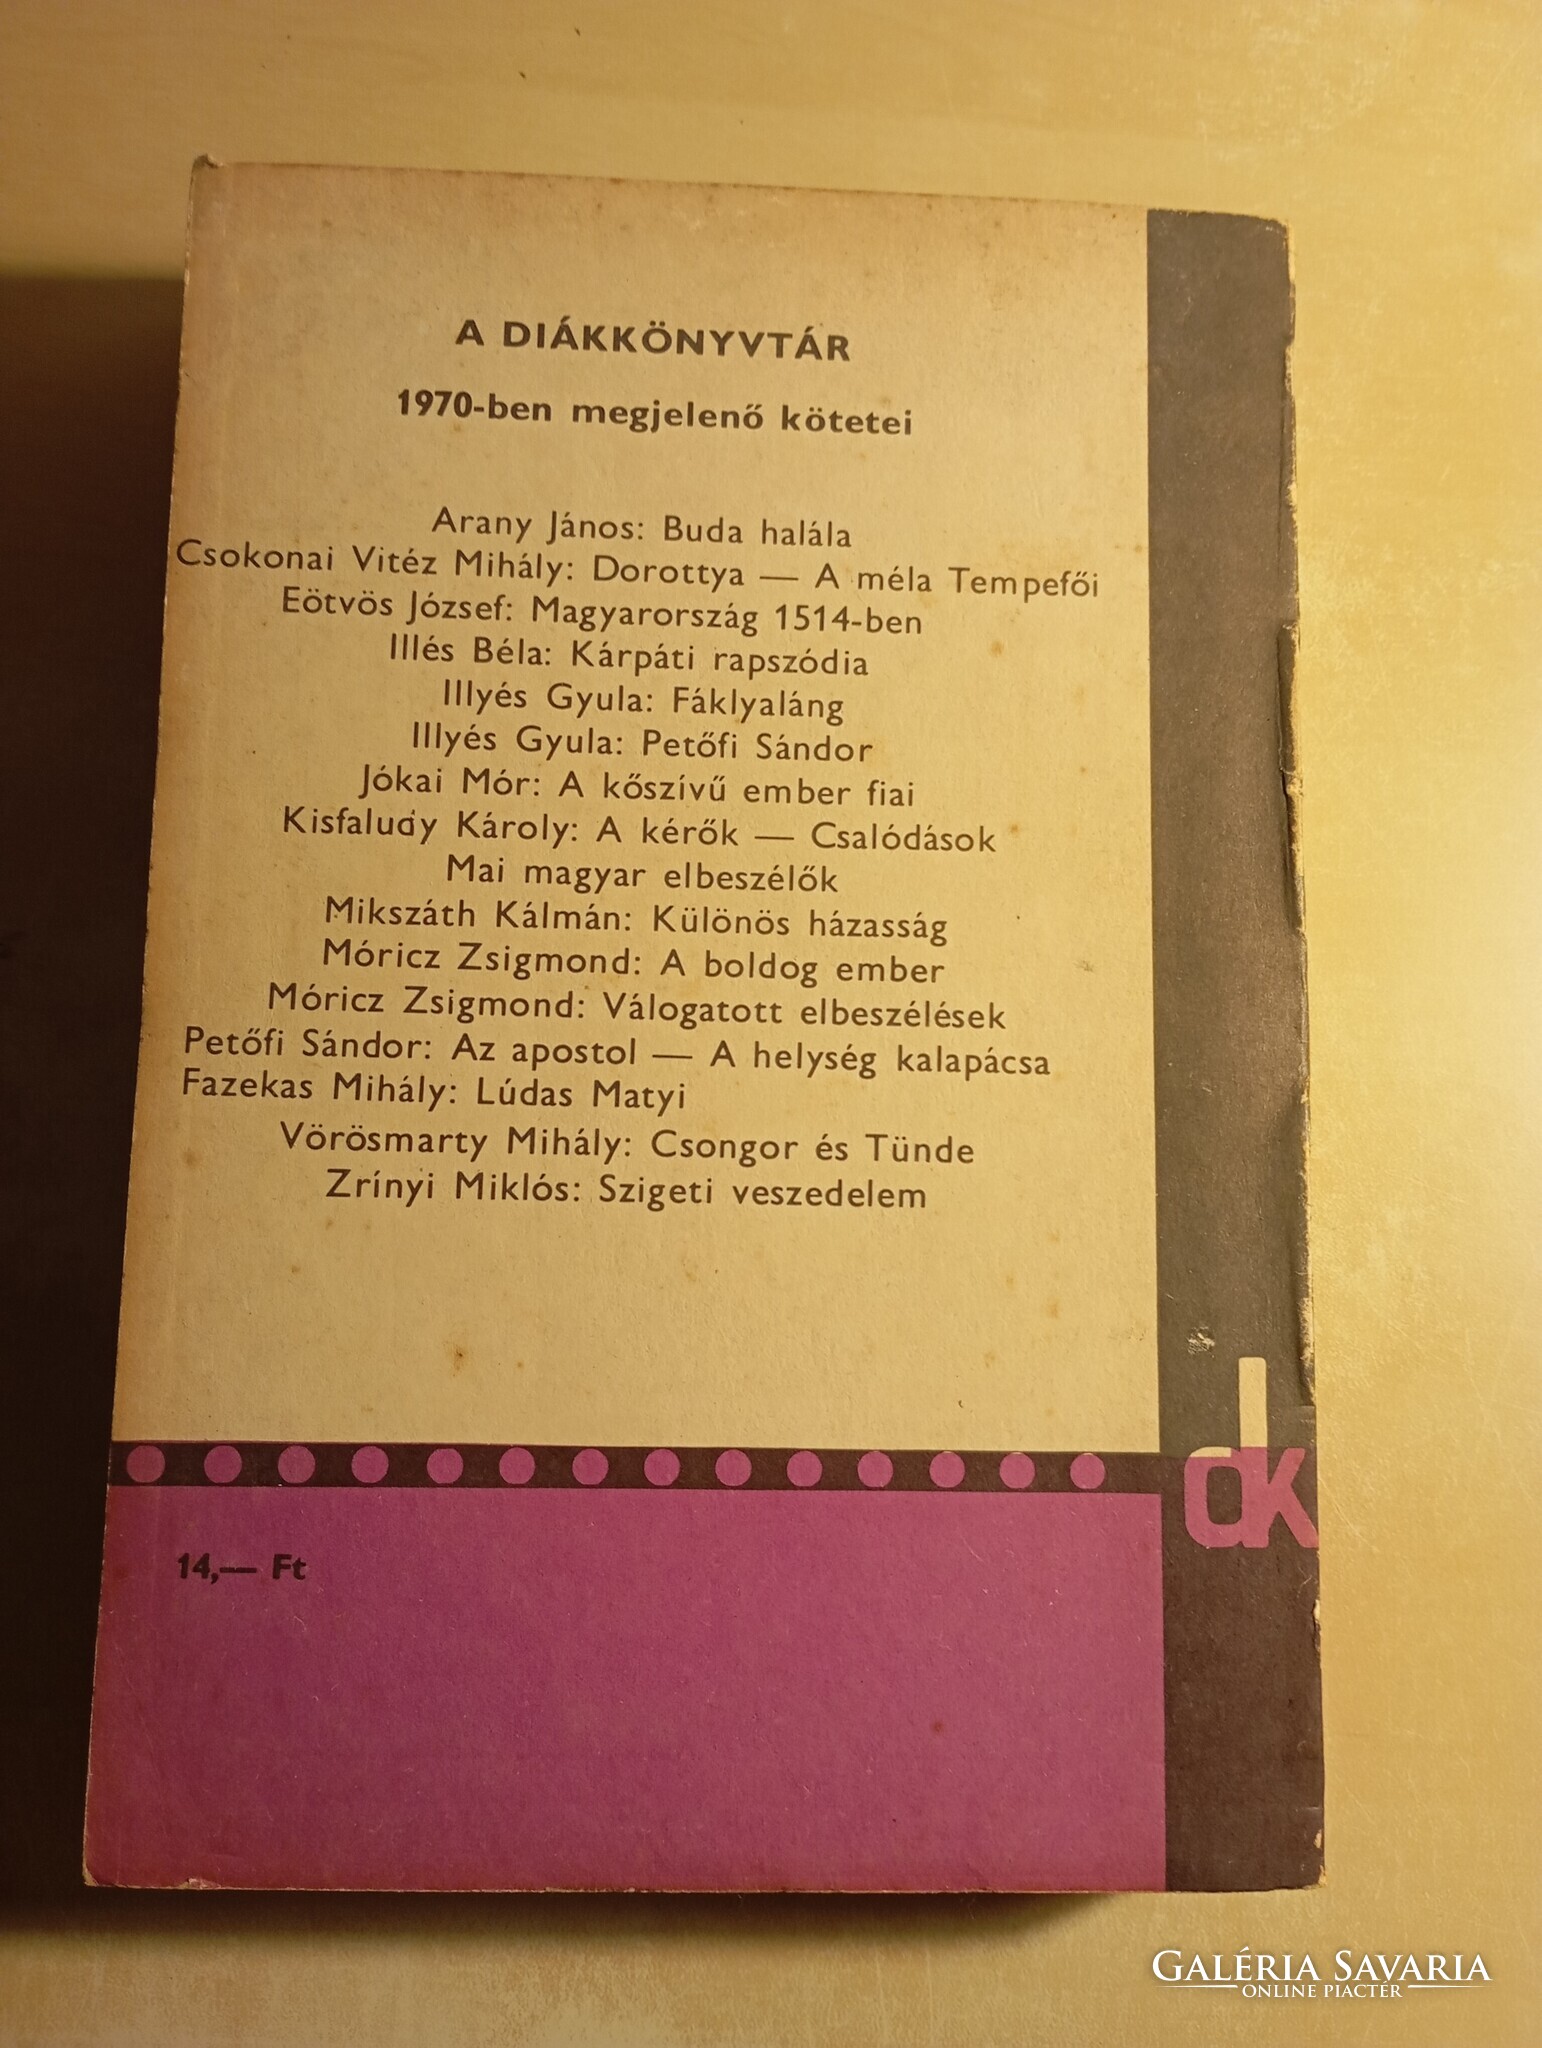 A DIÁKKÖNYVTÁR
1970-ben megjelenő kötetei
Arany János: Buda halála
Csokonai Vitéz Mihály: Dorottya — A méla Tempefői
Eötvös József: Magyarország 1514-ben
Illés Béla: Kárpáti rapszódia
Illyés Gyula: Fáklyaláng
Illyés Gyula: Petőfi Sándor
Jókai Mór: A kőszívű ember fiai
Kisfaludy Károly: A kérők — Csalódások
Mai magyar elbeszélők
Mikszáth Kálmán: Különös házasság
Móricz Zsigmond: A boldog ember
Móricz Zsigmond: Válogatott elbeszélések
Petőfi Sándor: Az apostol — A helység kalapácsa
Fazekas Mihály: Lúdas Matyi
Vörösmarty Mihály: Csongor és Tünde
Zrínyi Miklós: Szigeti veszedelem
dk
14,— Ft
GALÉRIA SAVARIA
ONLINE PIACTÉR